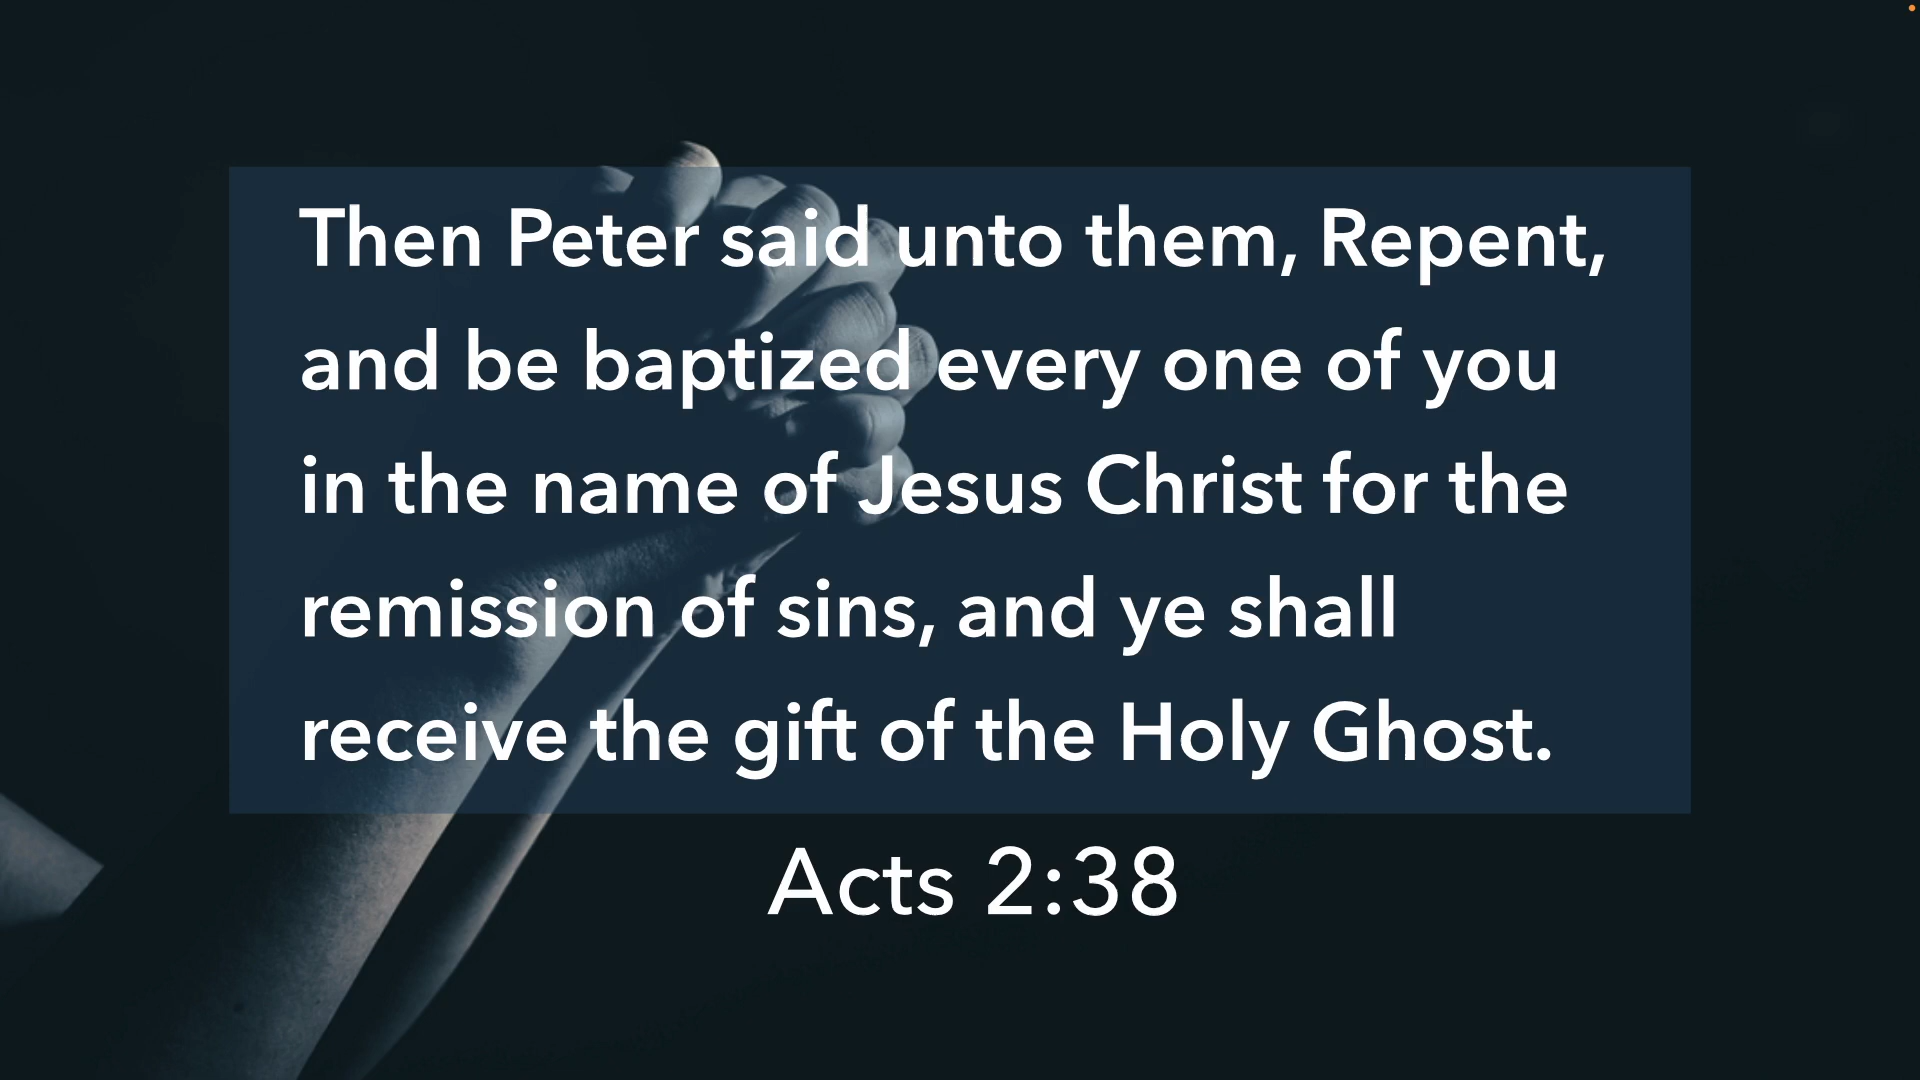 Then Peter said unto them, Repent,
and be baptized every one of you
in the name of Jesus Christ for the
remission of sins, and ye shall
receive the gift of the Holy Ghost.
Acts 2:38